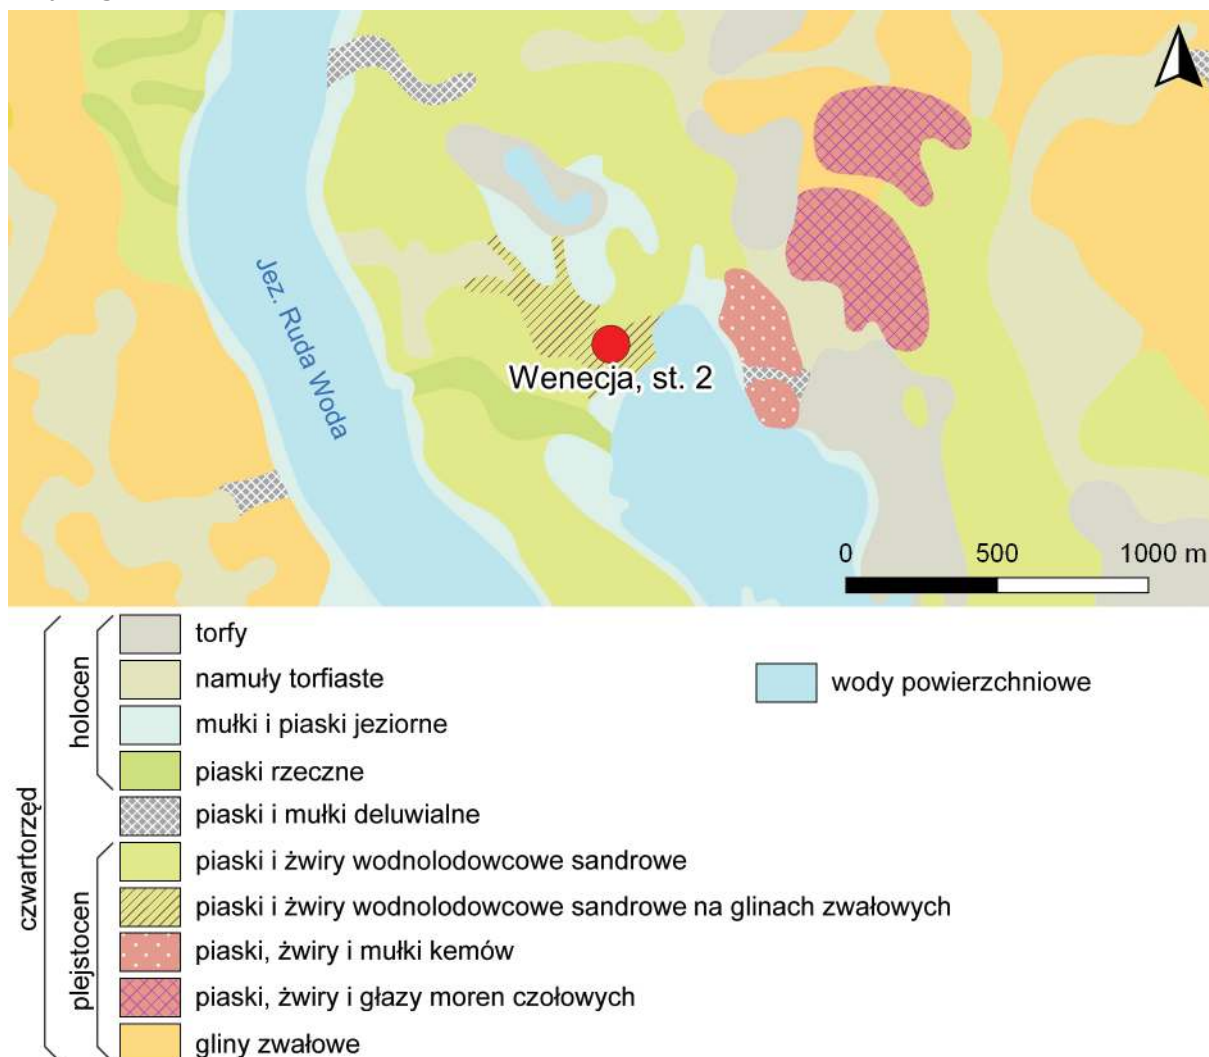 Jez. Ruda Woda
Wenecja, st. 2
0 500 1000 m
czwartorzęd
holocen
torfy
namuły torfiaste
wody powierzchniowe
mułki i piaski jeziorne
piaski rzeczne
piaski i mułki deluwialne
plejstocen
piaski i żwiry wodnolodowcowe sandrowe
piaski i żwiry wodnolodowcowe sandrowe na glinach zwałowych
piaski, żwiry i mułki kemów
piaski, żwiry i głazy moren czołowych
gliny zwałowe